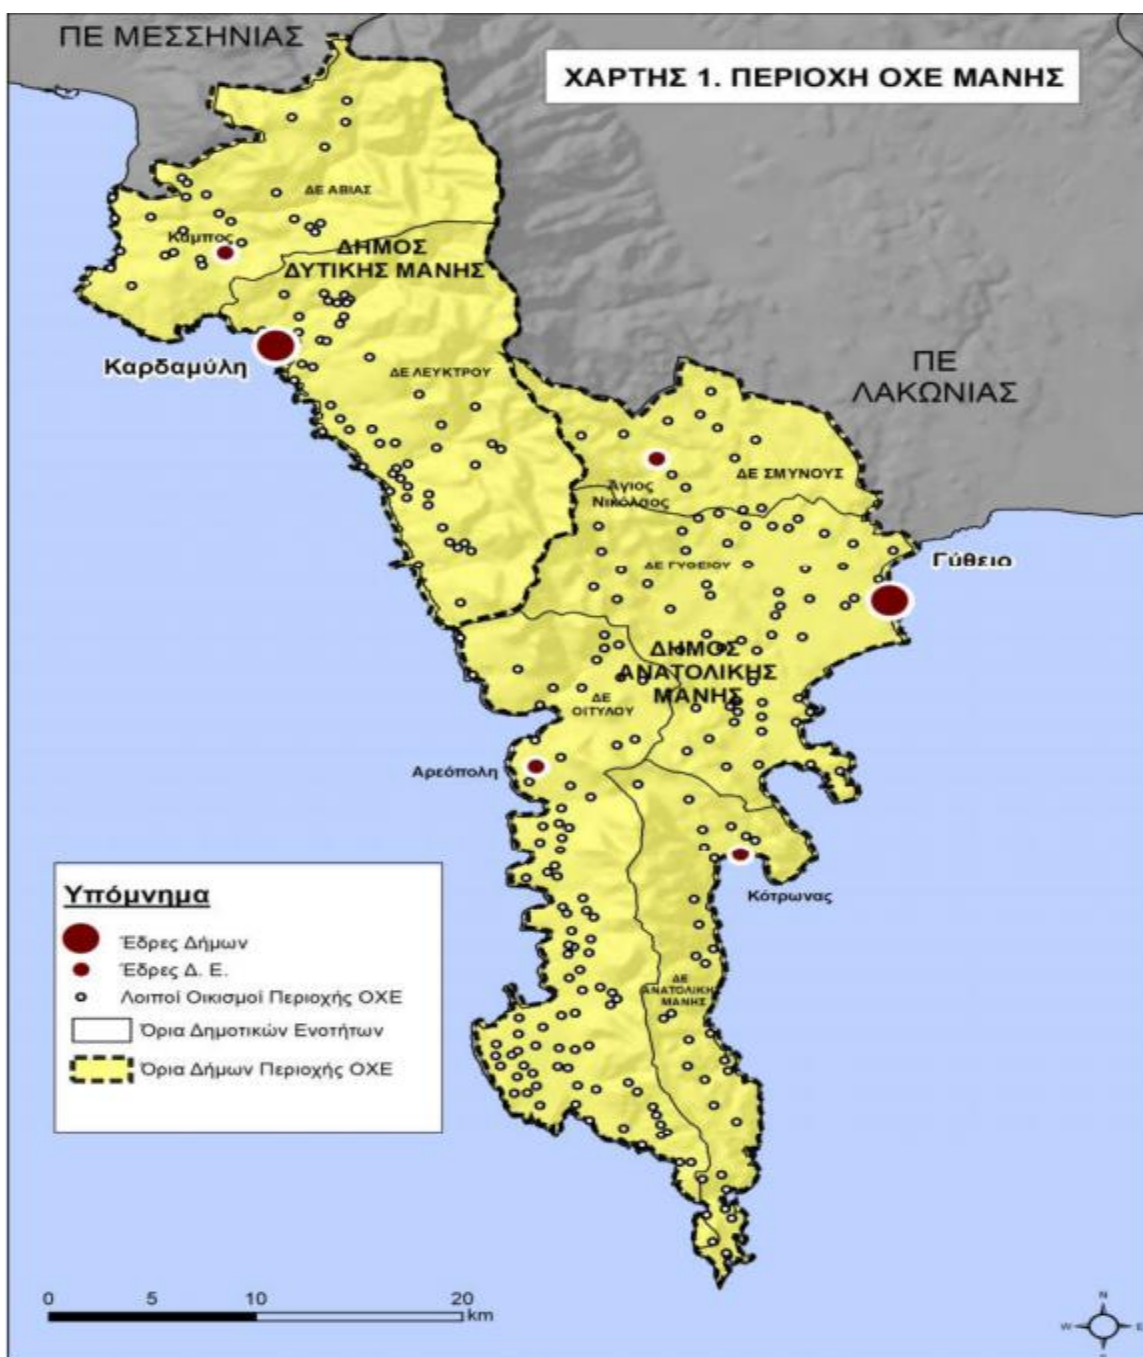 ΠΕ ΜΕΣΣΗΝΙΑΣ
ΧΑΡΤΗΣ 1. ΠΕΡΙΟΧΗ ΟΧΕ ΜΑΝΗΣ
ΔΕ ΑΒΙΑΣ
Κάμπος
ΔΗΜΟΣ
ΔΥΤΙΚΗΣ ΜΑΝΗΣ
Καρδαμύλη
ΔΕ ΛΕΥΚΤΡΟΥ
ΠΕ
ΛΑΚΩΝΙΑΣ
ΔΕ ΣΜΥΝΟΥΣ
Άγιος
Νικόλαος
Γύθειο
ΔΕ ΓΥΘΕΙΟΥ
ΔΗΜΟΣ
ΑΝΑΤΟΛΙΚΗΣ
ΜΑΝΗΣ
ΔΕ
ΟΙΤΥΛΟΥ
Αρεόπολη
Κότρωνας
ΔΕ
ΑΝΑΤΟΛΙΚΗΣ
ΜΑΝΗΣ
Υπόμνημα
Έδρες Δήμων
Έδρες Δ. Ε.
Λοιποί Οικισμοί Περιοχής ΟΧΕ
Όρια Δημοτικών Ενοτήτων
Όρια Δήμων Περιοχής ΟΧΕ
0 5 10 20
km
N
W E